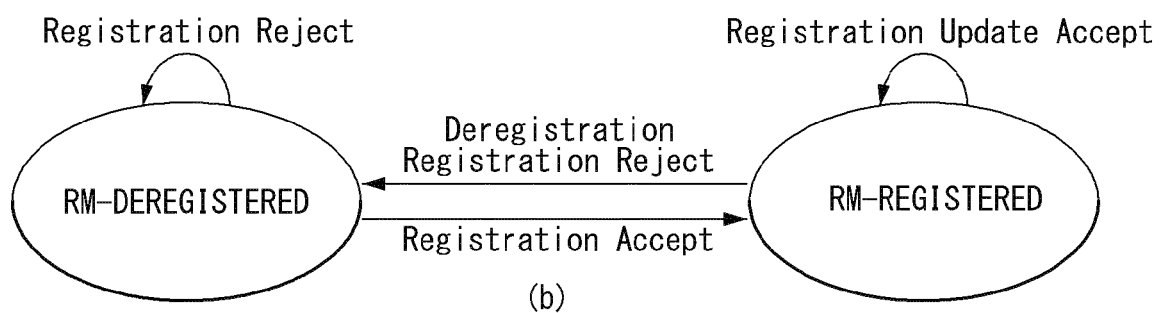 Registration Reject
Registration Update Accept
Deregistration
Registration Reject
RM-DEREGISTERED
RM-REGISTERED
Registration Accept
(b)